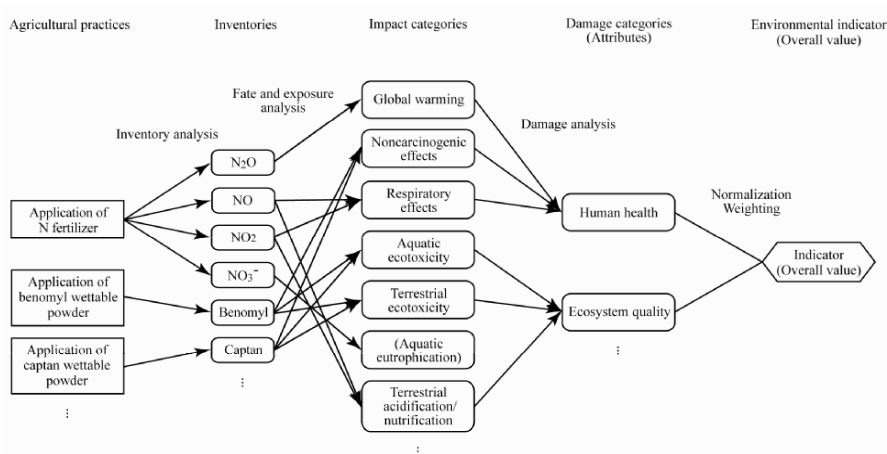 Agricultural practices
Inventories
Impact categories
Damage categories
(Attributes)
Environmental indicator
(Overall value)
Inventory analysis
Fate and exposure
analysis
Damage analysis
Normalization
Weighting
Application of
N fertilizer
Application of
benomyl wettable
powder
Application of
captan wettable
powder
⋮
N2O
NO
NO2
NO3⁻
Benomyl
Captan
⋮
Global warming
Noncarcinogenic
effects
Respiratory
effects
Aquatic
ecotoxicity
Terrestrial
ecotoxicity
(Aquatic
eutrophication)
Terrestrial
acidification/
nutrification
⋮
Human health
Ecosystem quality
⋮
Indicator
(Overall value)